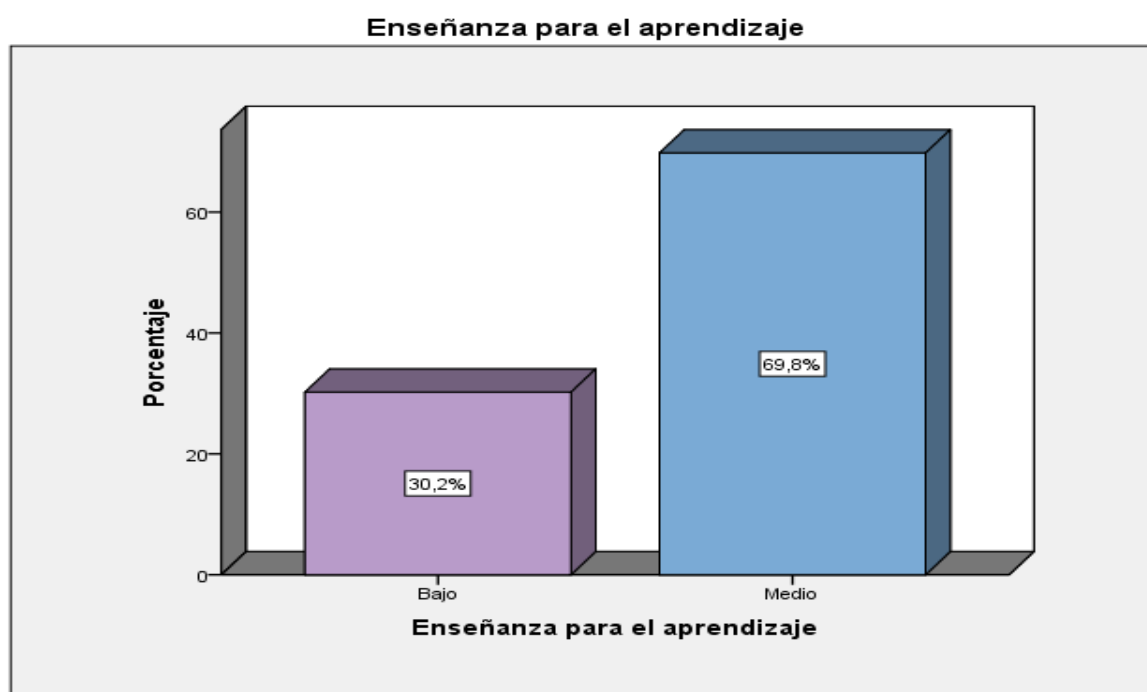 Enseñanza para el aprendizaje
Porcentaje
60
40
20
0
69,8%
30,2%
Bajo
Medio
Enseñanza para el aprendizaje